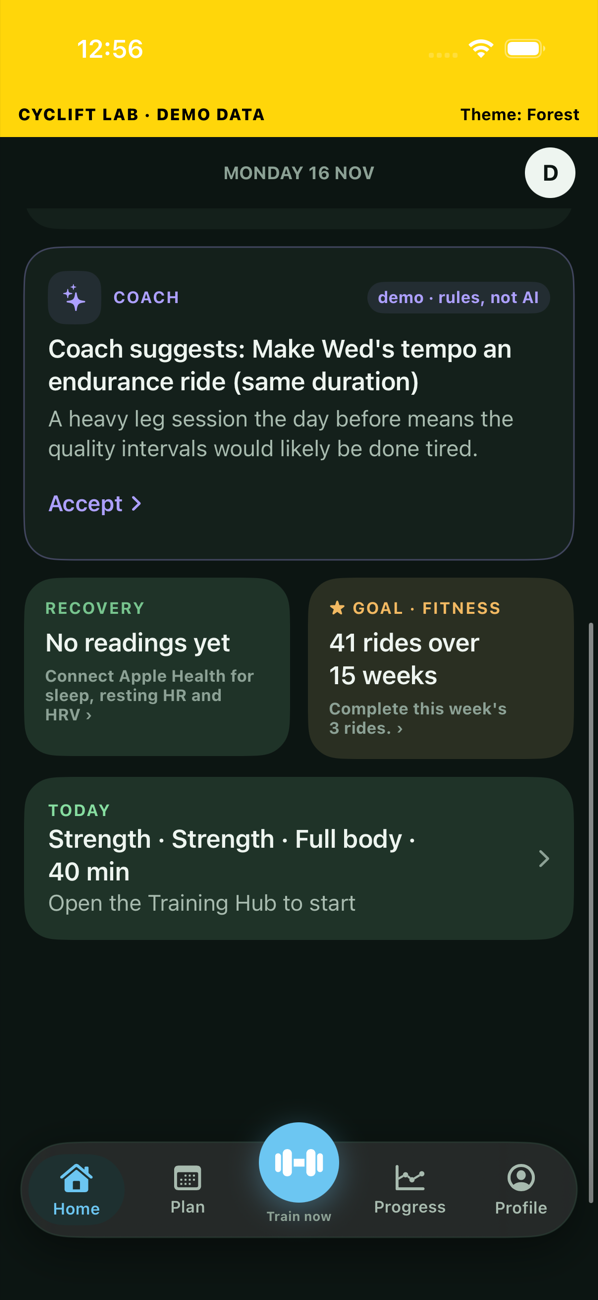 12:56
CYCLIFT LAB · DEMO DATA
Theme: Forest
MONDAY 16 NOV
D
COACH
demo · rules, not AI
Coach suggests: Make Wed's tempo an
endurance ride (same duration)
A heavy leg session the day before means the
quality intervals would likely be done tired.
Accept ›
RECOVERY
No readings yet
Connect Apple Health for
sleep, resting HR and
HRV ›
GOAL · FITNESS
41 rides over
15 weeks
Complete this week's
3 rides. ›
TODAY
Strength · Strength · Full body ·
40 min
Open the Training Hub to start
Home
Plan
Train now
Progress
Profile